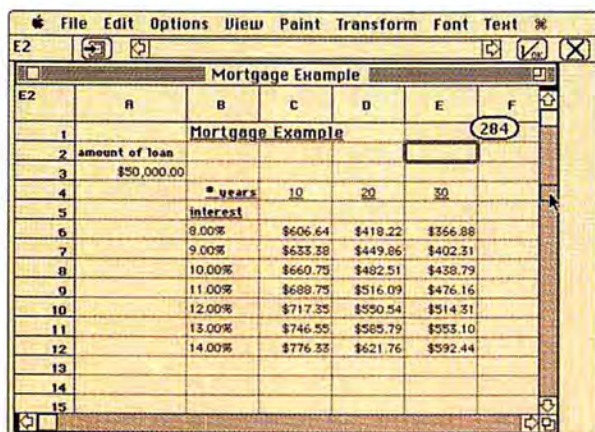 File Edit Options View Paint Transform Font Text ⌘
E2 OK
Mortgage Example
E2 A B C D E F
1 Mortgage Example 284
2 amount of loan
3 $50,000.00
4 * years 10 20 30
5 interest
6 8.00% $606.64 $418.22 $366.88
7 9.00% $633.38 $449.86 $402.31
8 10.00% $660.75 $482.51 $438.79
9 11.00% $688.75 $516.09 $476.16
10 12.00% $717.35 $550.54 $514.31
11 13.00% $746.55 $585.79 $553.10
12 14.00% $776.33 $621.76 $592.44
13
14
15